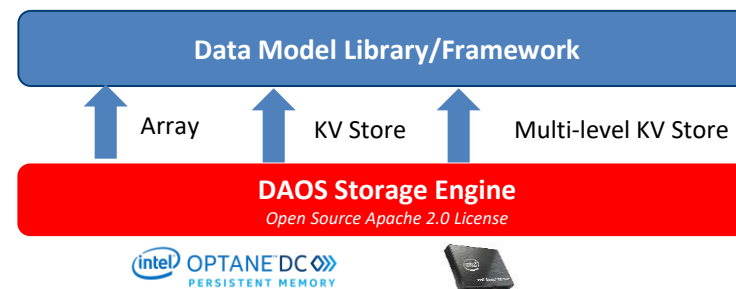 Data Model Library/Framework
Array
KV Store
Multi-level KV Store
DAOS Storage Engine
Open Source Apache 2.0 License
intel OPTANE DC
PERSISTENT MEMORY
intel